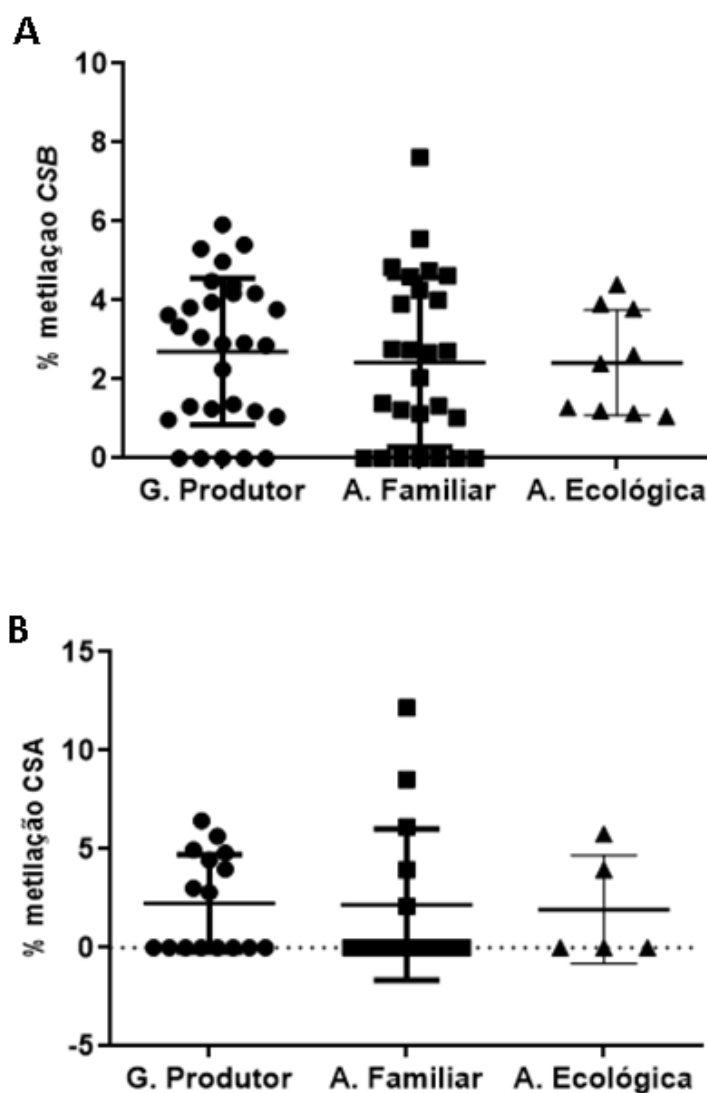 A
% metilaçao CSB
10
8
6
4
2
0
G. Produtor A. Familiar A. Ecológica
B
% metilação CSA
15
10
5
0
-5
G. Produtor A. Familiar A. Ecológica